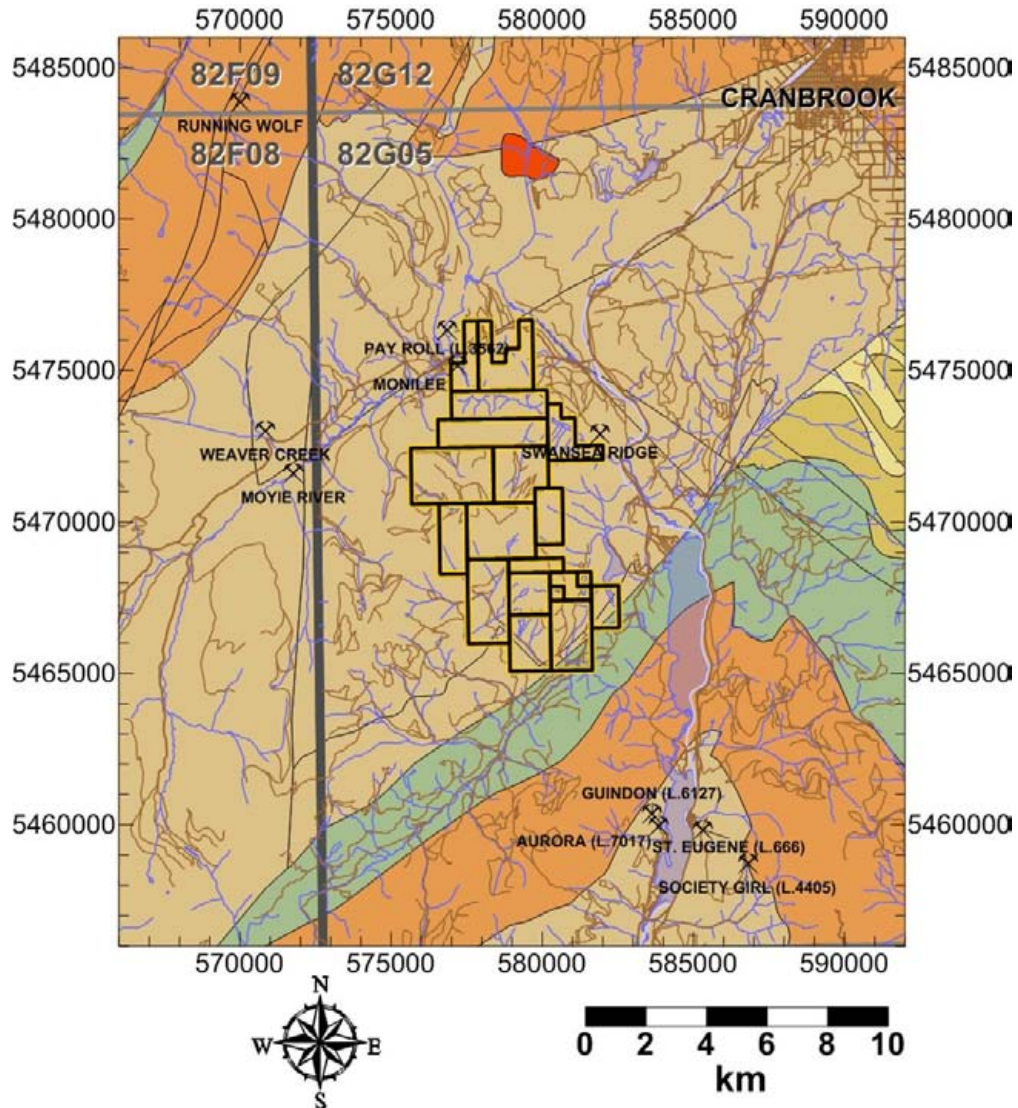 570000 575000 580000 585000 590000
5485000 82F09 82G12 5485000
CRANBROOK
RUNNING WOLF
82F08 82G05
5480000 5480000
PAY ROLL (L.3562)
5475000 5475000
MONILEE
WEAVER CREEK SWANSEA RIDGE
MOYIE RIVER
5470000 5470000
5465000 5465000
GUINDON (L.6127)
5460000 5460000
AURORA (L.7017) ST. EUGENE (L.666)
SOCIETY GIRL (L.4405)
570000 575000 580000 585000 590000
N
W E
S
0 2 4 6 8 10
km